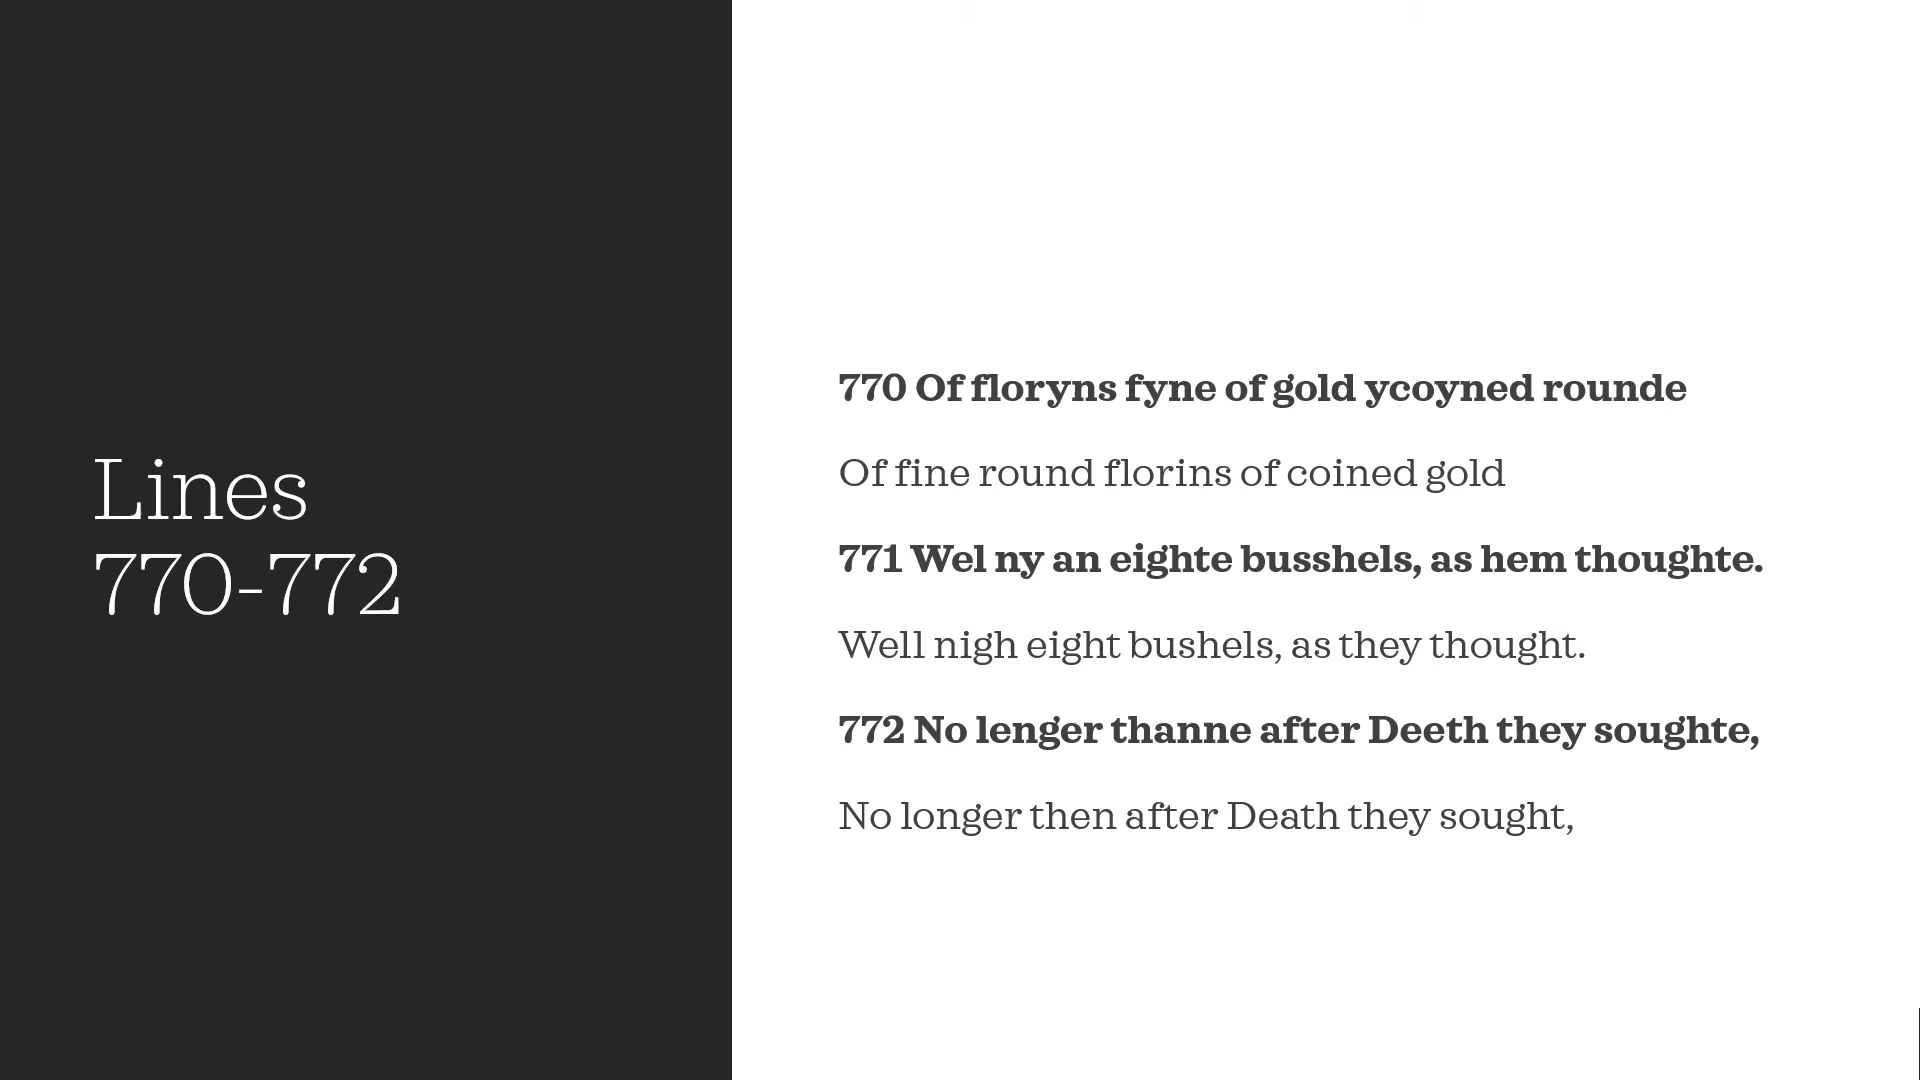 Lines
770-772
770 Of floryns fyne of gold ycoyned rounde
Of fine round florins of coined gold
771 Wel ny an eighte busshels, as hem thoughte.
Well nigh eight bushels, as they thought.
772 No lenger thanne after Deeth they soughte,
No longer then after Death they sought,